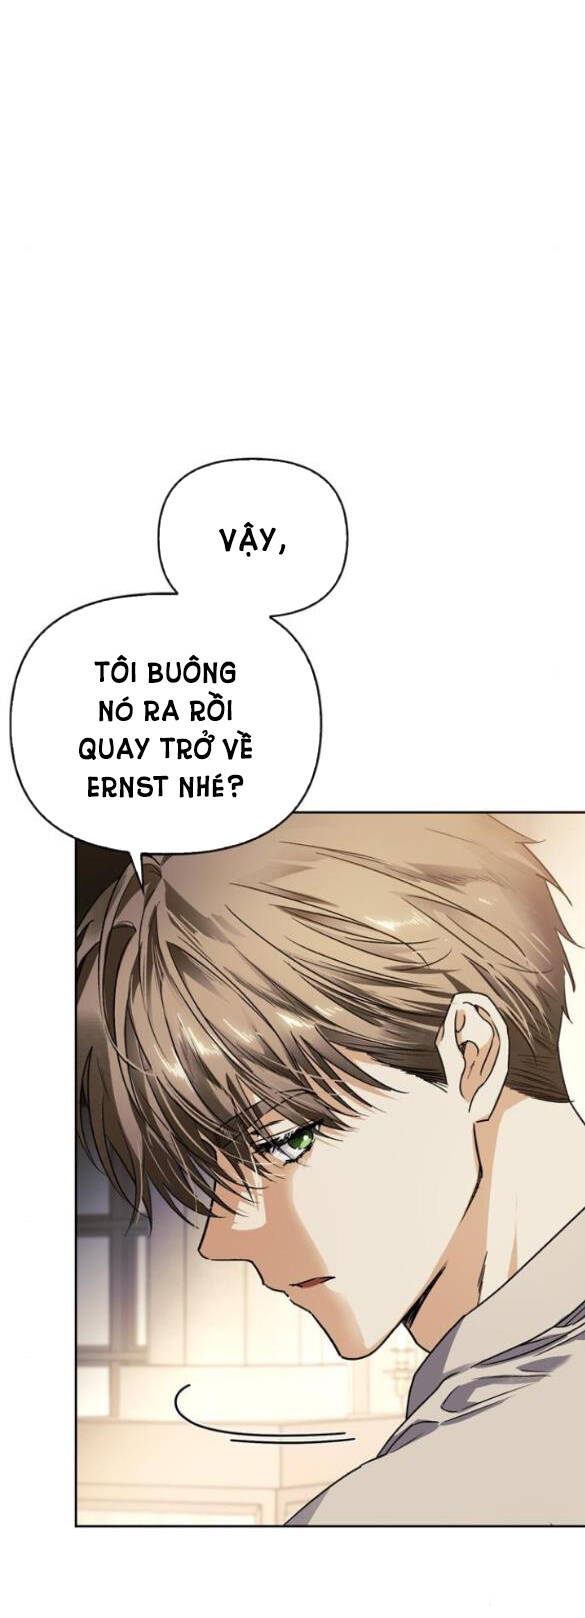 VẬY,
TÔI BUÔNG
NÓ RA RỒI
QUAY TRỞ VỀ
ERNST NHÉ?